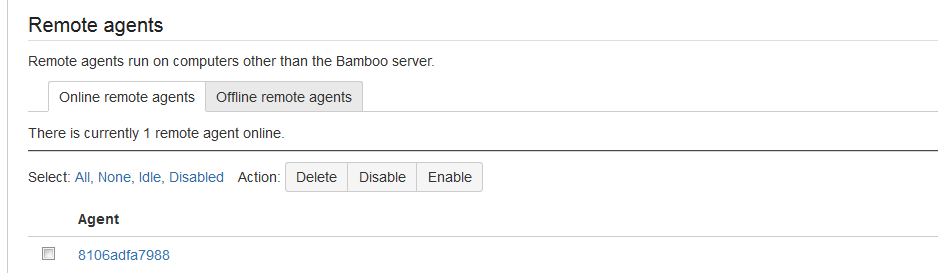 Remote agents
Remote agents run on computers other than the Bamboo server.
Online remote agents Offline remote agents
There is currently 1 remote agent online.
Select: All, None, Idle, Disabled Action: Delete Disable Enable
Agent
8106adfa7988